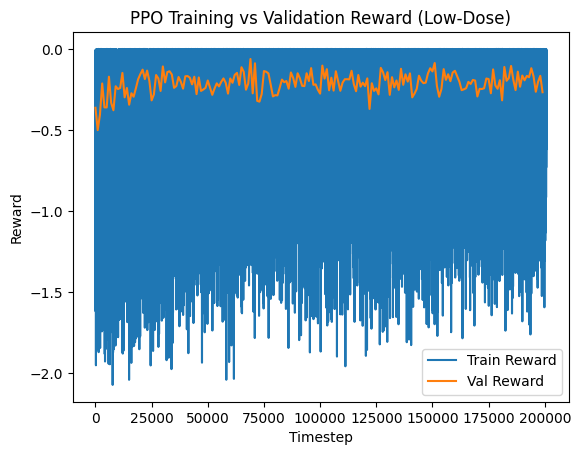 PPO Training vs Validation Reward (Low-Dose)
0.0
−0.5
−1.0
−1.5
−2.0
Reward
0 25000 50000 75000 100000 125000 150000 175000 200000
Timestep
Train Reward
Val Reward